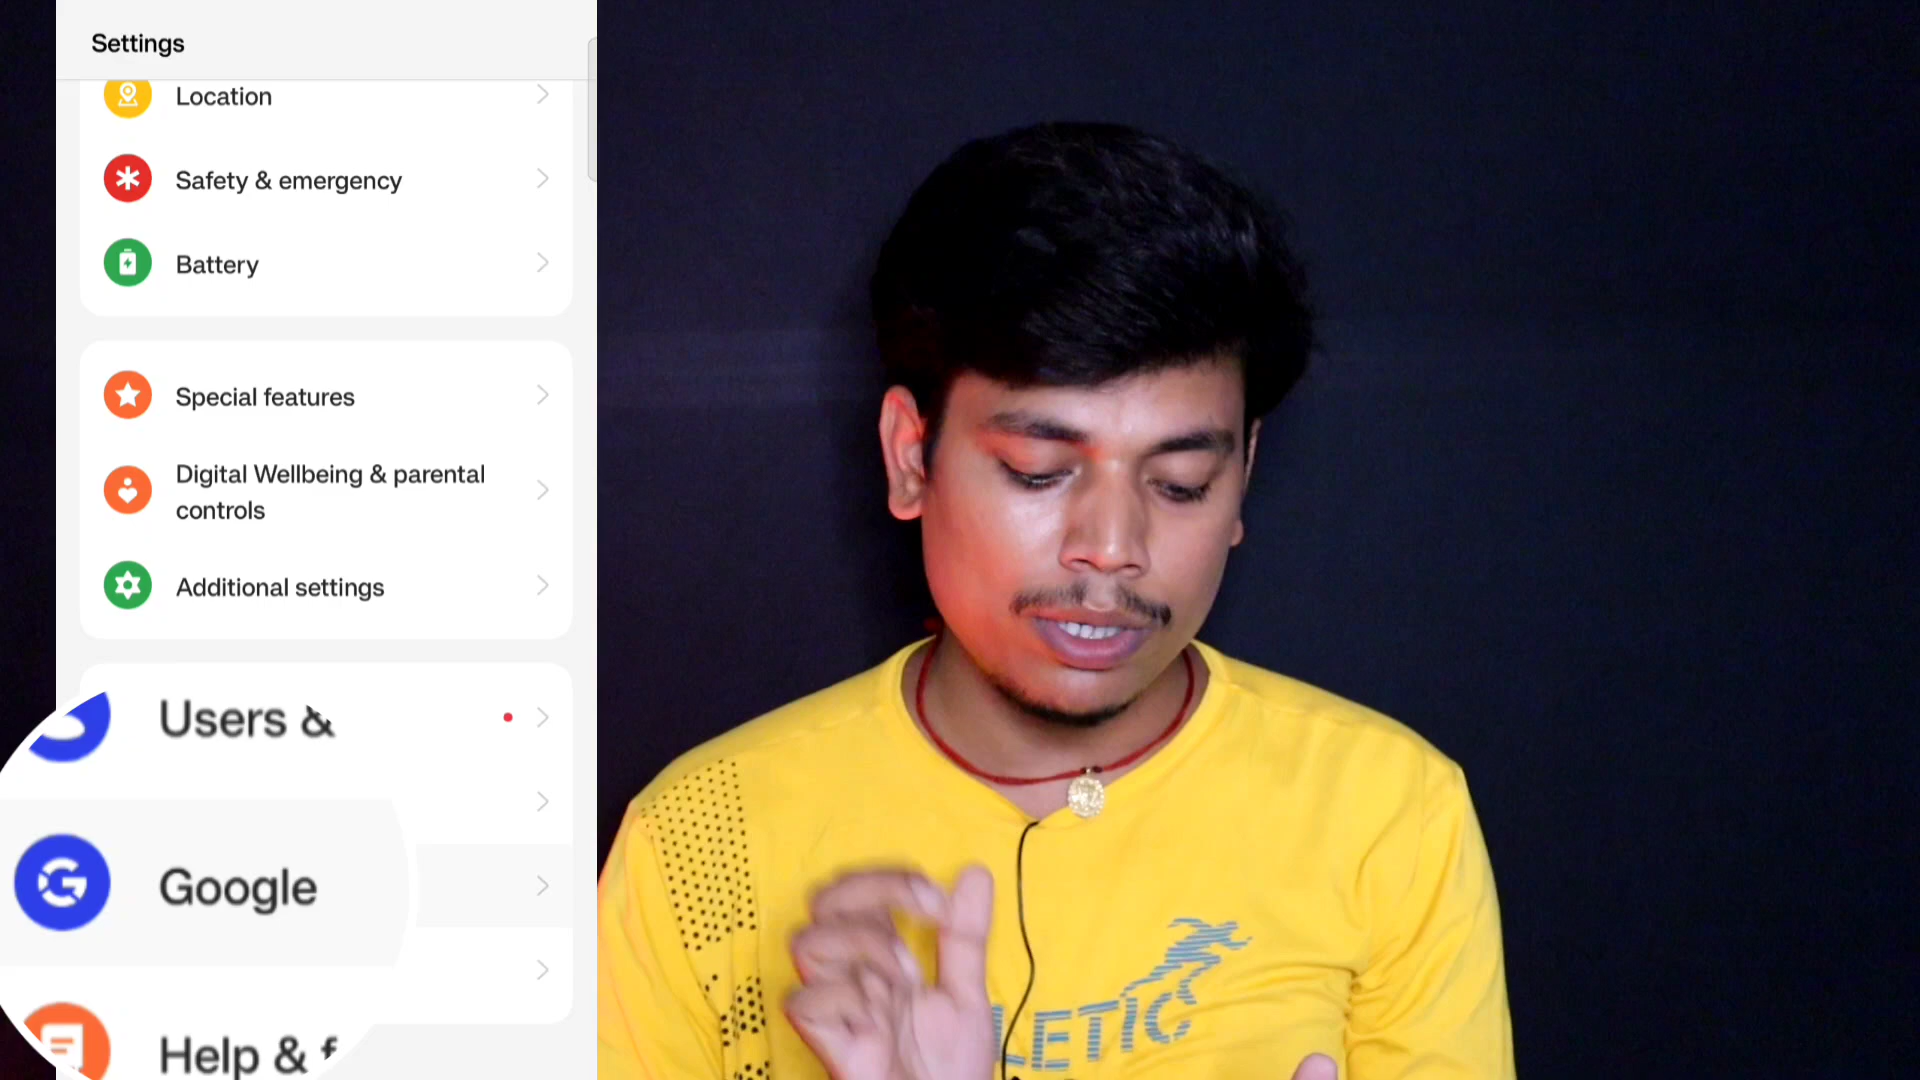 Settings
Location
Safety & emergency
Battery
Special features
Digital Wellbeing & parental
controls
Additional settings
Users &
Google
Help & f
LETIC